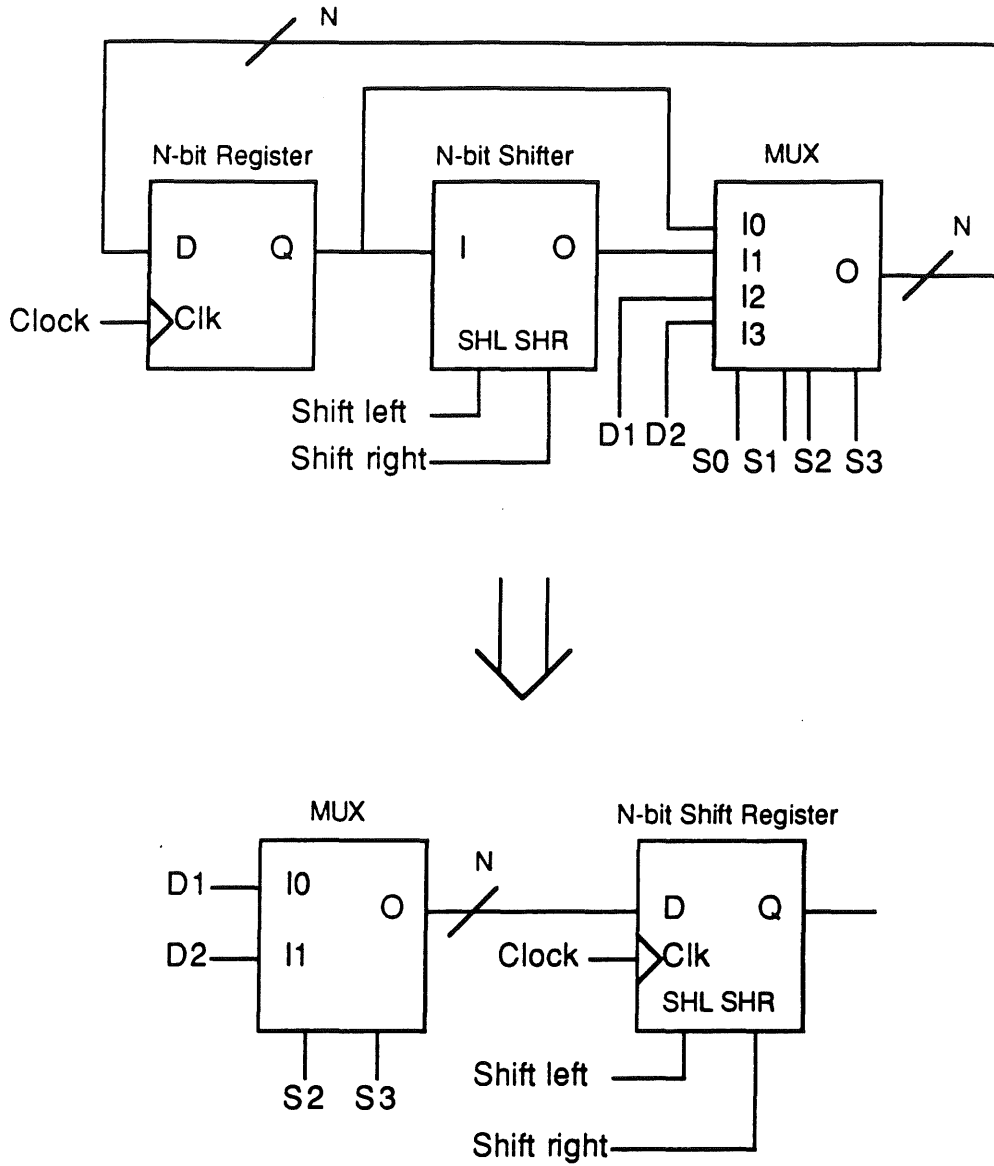 N
N-bit Register
N-bit Shifter
MUX
D Q
Clk
Clock
I O
SHL SHR
Shift left
Shift right
I0
I1
I2
I3
O
N
D1 D2
S0 S1 S2 S3
MUX
D1
D2
I0
I1
O
S2 S3
N
N-bit Shift Register
D Q
Clock
Clk
SHL SHR
Shift left
Shift right